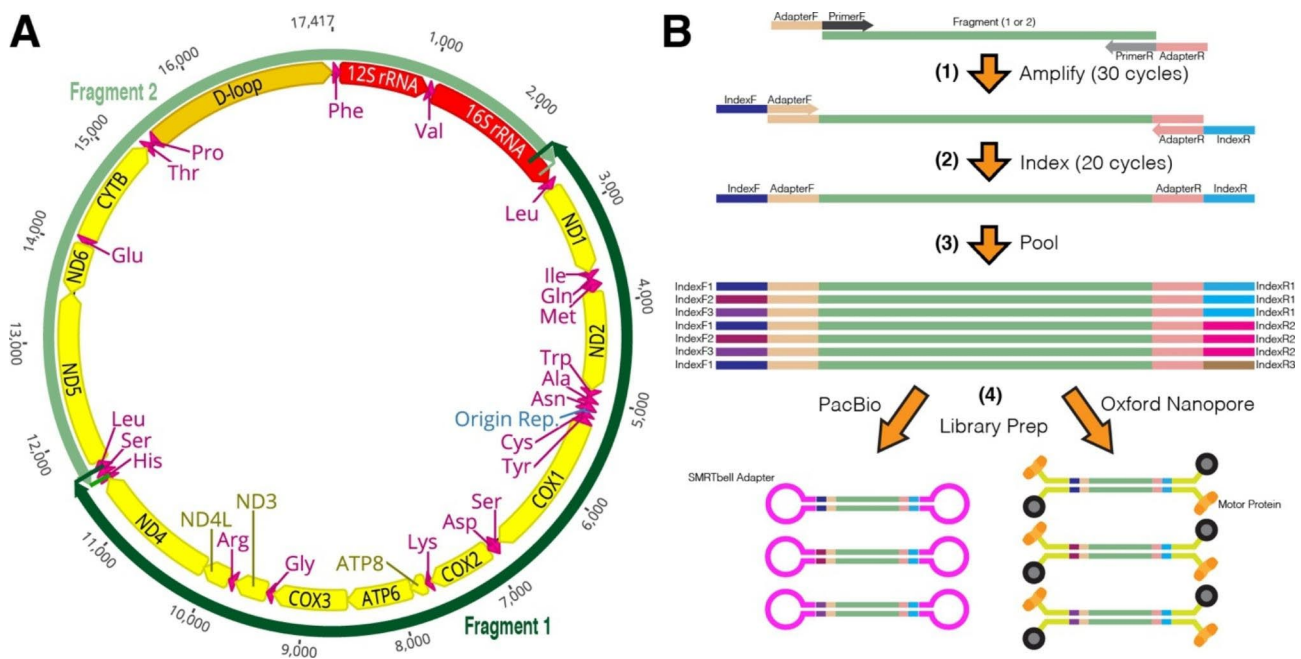 A
17,417
1,000
2,000
3,000
4,000
5,000
6,000
7,000
8,000
9,000
10,000
11,000
12,000
13,000
14,000
15,000
16,000
Fragment 2
D-loop
Phe
12S rRNA
Val
16S rRNA
Leu
ND1
Ile
Gln
Met
ND2
Trp
Ala
Asn
Origin Rep.
Cys
Tyr
COX1
Ser
Asp
COX2
Lys
ATP8
ATP6
COX3
Gly
ND3
Arg
ND4L
ND4
His
Ser
Leu
ND5
ND6
Glu
CYTB
Thr
Pro
Fragment 1
B
AdapterF PrimerF Fragment (1 or 2)
PrimerR AdapterR
(1) Amplify (30 cycles)
IndexF AdapterF
AdapterR IndexR
(2) Index (20 cycles)
IndexF AdapterF AdapterR IndexR
(3) Pool
IndexF1 IndexR1
IndexF2 IndexR1
IndexF3 IndexR1
IndexF1 IndexR2
IndexF2 IndexR2
IndexF3 IndexR2
IndexF1 IndexR3
PacBio (4) Oxford Nanopore
Library Prep
SMRTbell Adapter
Motor Protein